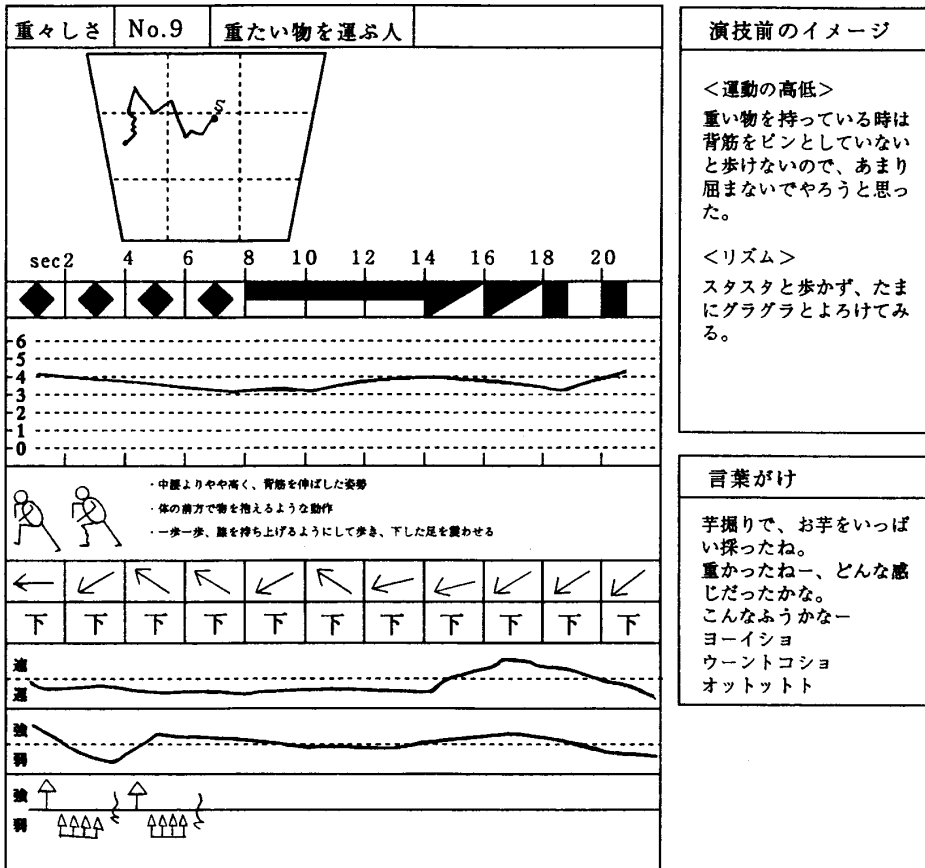 重々しさ No.9 重たい物を運ぶ人
S
sec2 4 6 8 10 12 14 16 18 20
6
5
4
3
2
1
0
・中腰よりやや高く、背筋を伸ばした姿勢
・体の前方で物を抱えるような動作
・一歩一歩、膝を持ち上げるようにして歩き、下した足を震わせる
下 下 下 下 下 下 下 下 下 下 下
速
遅
強
弱
強
弱
演技前のイメージ
＜運動の高低＞
重い物を持っている時は
背筋をピンとしていない
と歩けないので、あまり
屈まないでやろうと思っ
た。
＜リズム＞
スタスタと歩かず、たま
にグラグラとよろけてみ
る。
言葉がけ
芋掘りで、お芋をいっぱ
い採ったね。
重かったねー、どんな感
じだったかな。
こんなふうかなー
ヨーイショ
ウーントコショ
オットットト